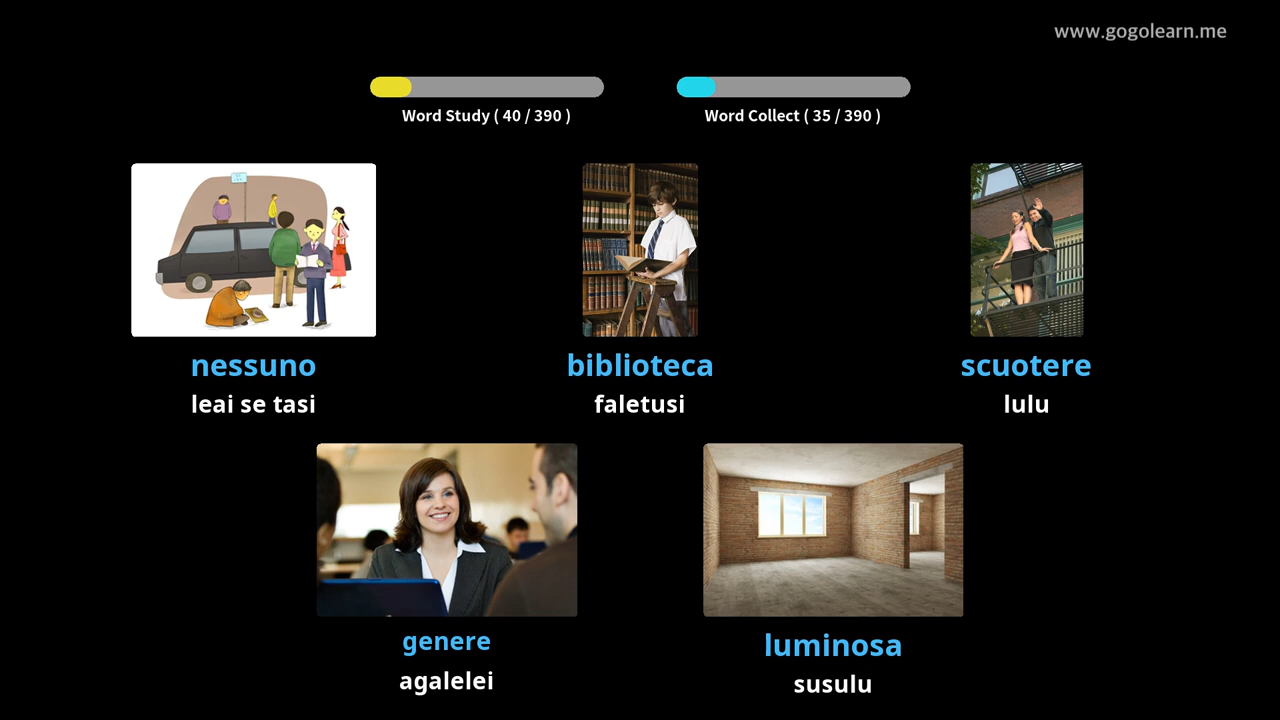 www.gogolearn.me
Word Study ( 40 / 390 )
Word Collect ( 35 / 390 )
nessuno
leai se tasi
biblioteca
faletusi
scuotere
lulu
genere
agalelei
luminosa
susulu